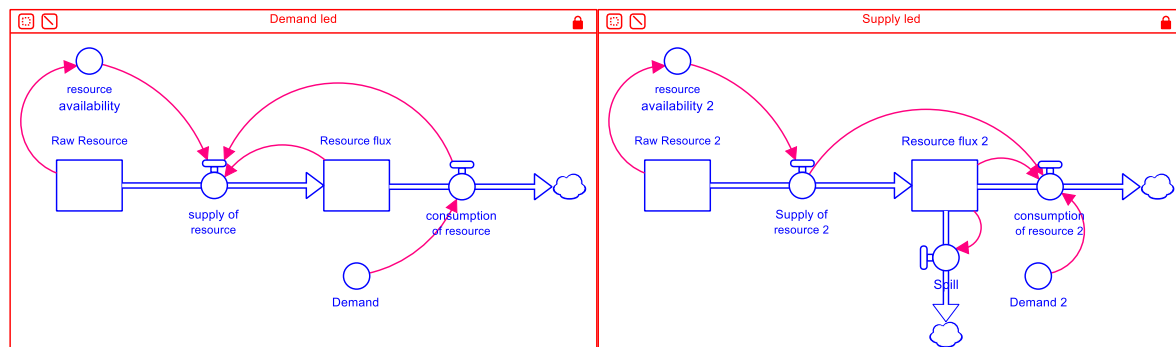 Demand led
resource
availability
Raw Resource
Resource flux
supply of
resource
consumption
of resource
Demand
Supply led
resource
availability 2
Raw Resource 2
Resource flux 2
Supply of
resource 2
consumption
of resource 2
Spill
Demand 2